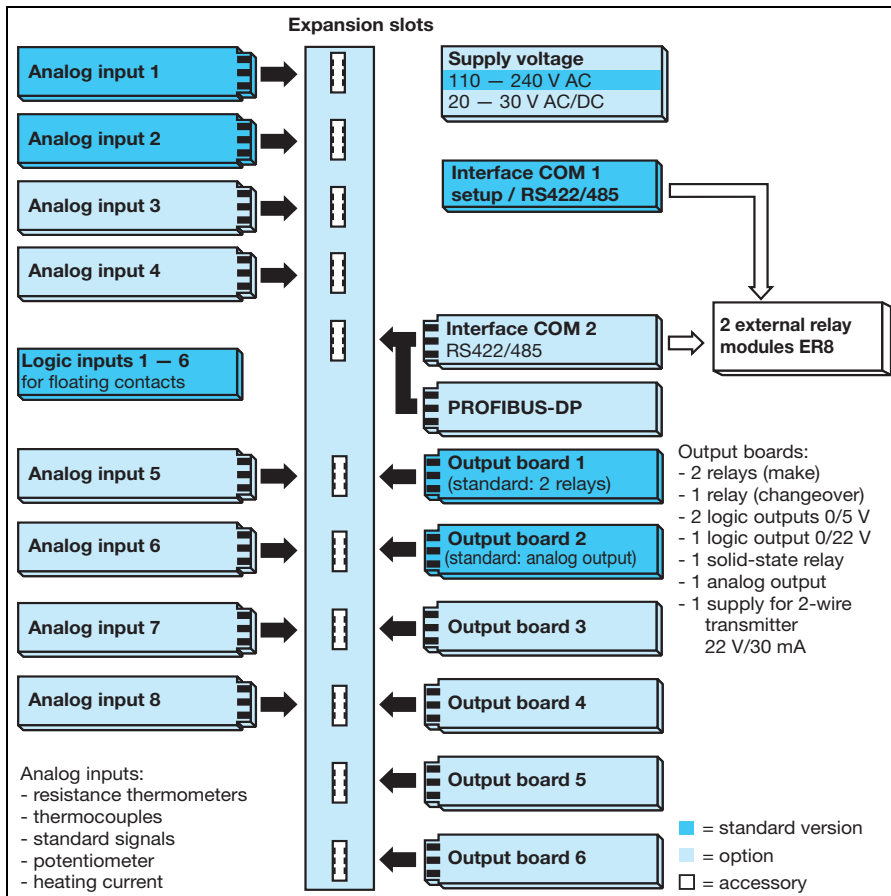 Expansion slots
Analog input 1
Analog input 2
Analog input 3
Analog input 4
Logic inputs 1 — 6
for floating contacts
Analog input 5
Analog input 6
Analog input 7
Analog input 8
Analog inputs:
- resistance thermometers
- thermocouples
- standard signals
- potentiometer
- heating current
Supply voltage
110 — 240 V AC
20 — 30 V AC/DC
Interface COM 1
setup / RS422/485
Interface COM 2
RS422/485
2 external relay
modules ER8
PROFIBUS-DP
Output board 1
(standard: 2 relays)
Output board 2
(standard: analog output)
Output board 3
Output board 4
Output board 5
Output board 6
Output boards:
- 2 relays (make)
- 1 relay (changeover)
- 2 logic outputs 0/5 V
- 1 logic output 0/22 V
- 1 solid-state relay
- 1 analog output
- 1 supply for 2-wire
transmitter
22 V/30 mA
= standard version
= option
= accessory